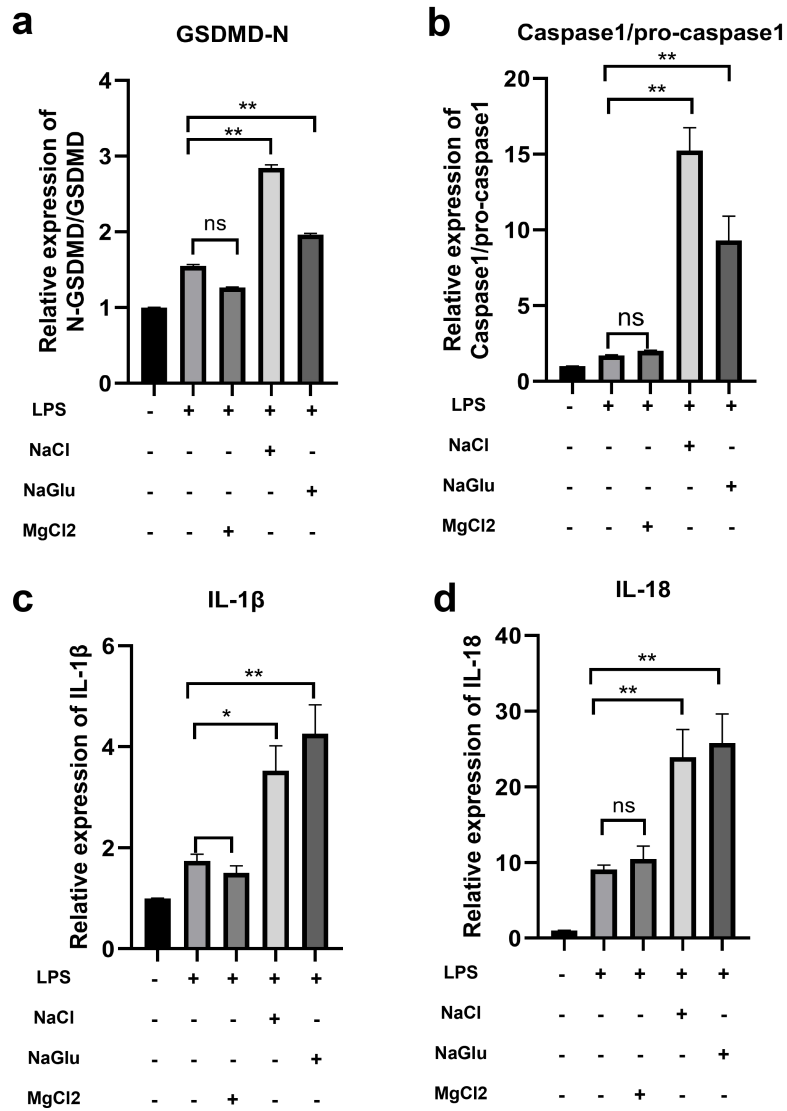 a
GSDMD-N
Relative expression of
N-GSDMD/GSDMD
4
3
2
1
0
**
**
ns
LPS - + + + +
NaCl - - - + -
NaGlu - - - - +
MgCl2 - - + - -
b
Caspase1/pro-caspase1
Relative expression of
Caspase1/pro-caspase1
20
15
10
5
0
**
**
ns
LPS - + + + +
NaCl - - - + -
NaGlu - - - - +
MgCl2 - - + - -
c
IL-1β
Relative expression of IL-1β
6
4
2
0
**
*
LPS - + + + +
NaCl - - - + -
NaGlu - - - - +
MgCl2 - - + - -
d
IL-18
Relative expression of IL-18
40
30
20
10
0
**
**
ns
LPS - + + + +
NaCl - - - + -
NaGlu - - - - +
MgCl2 - - + - -